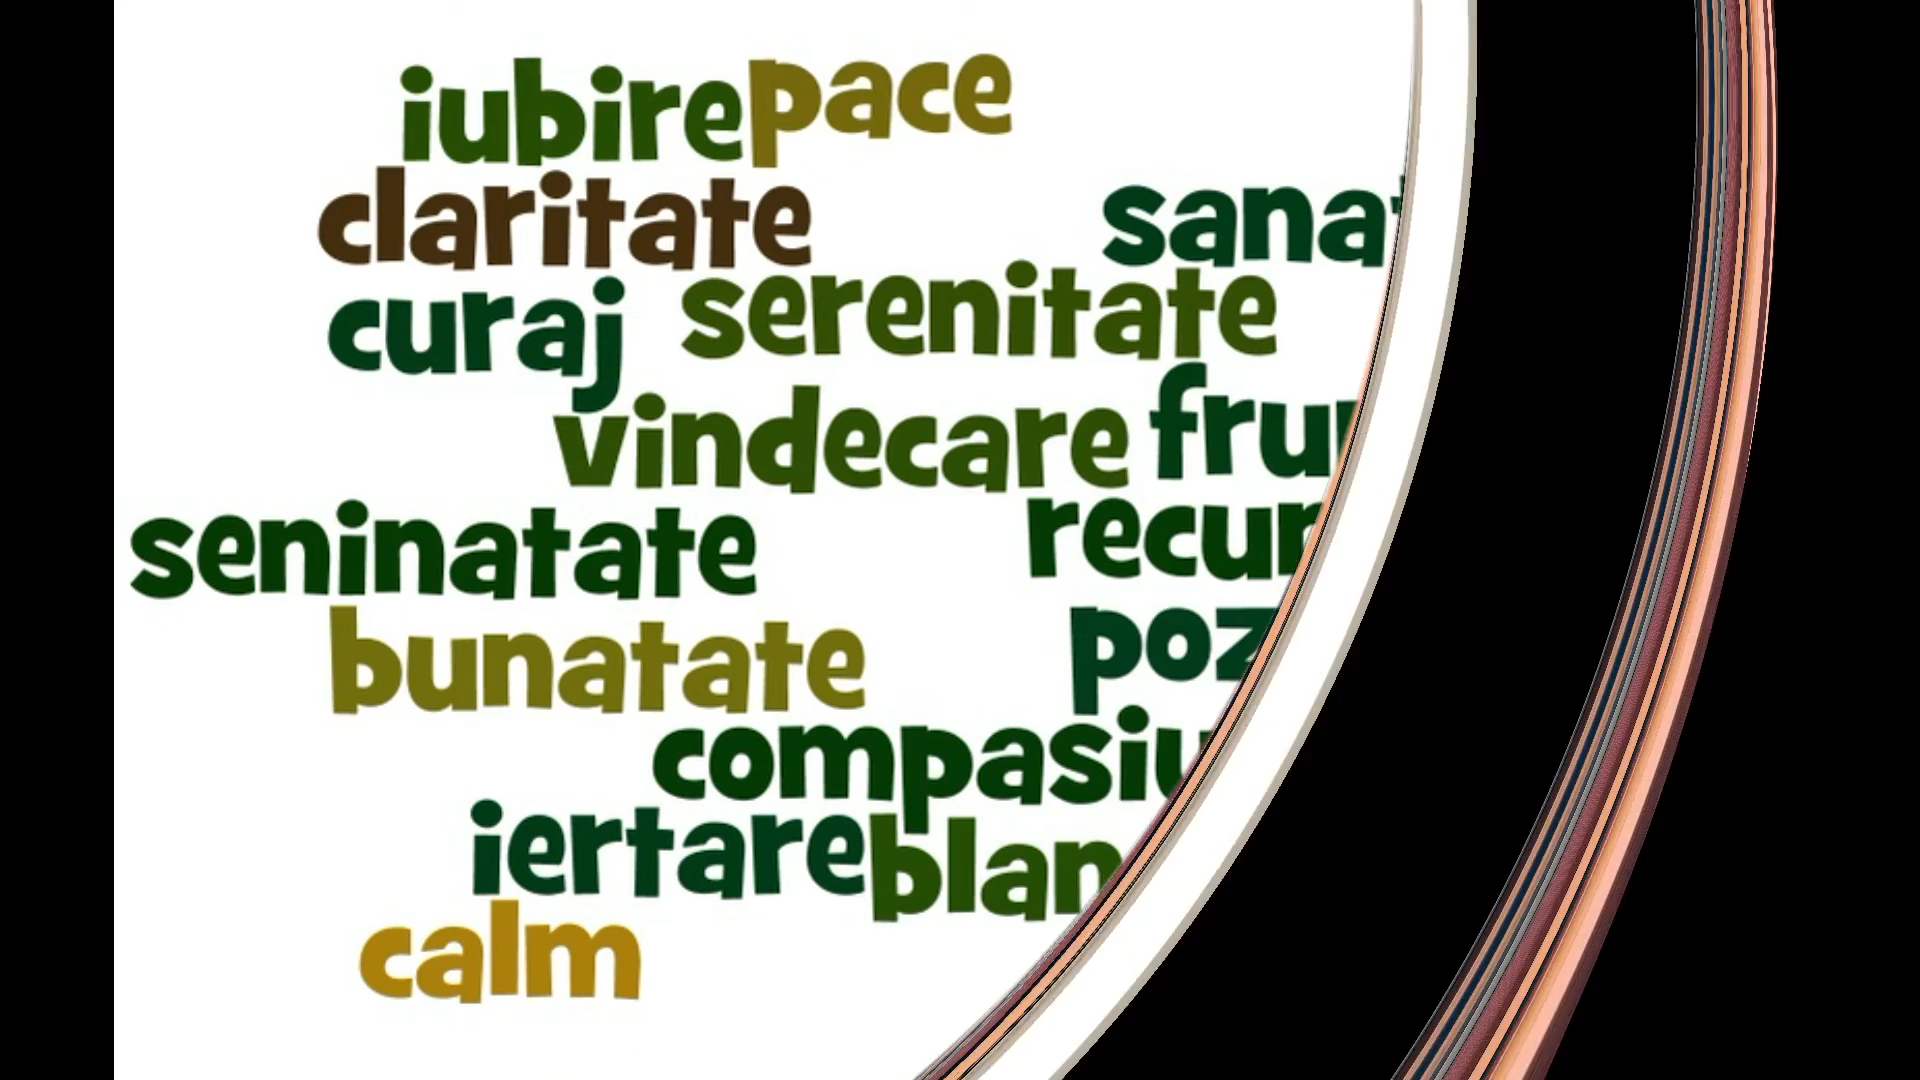 iubire pace
claritate
curaj serenitate
vindecare
seninatate
bunatate
iertare
calm